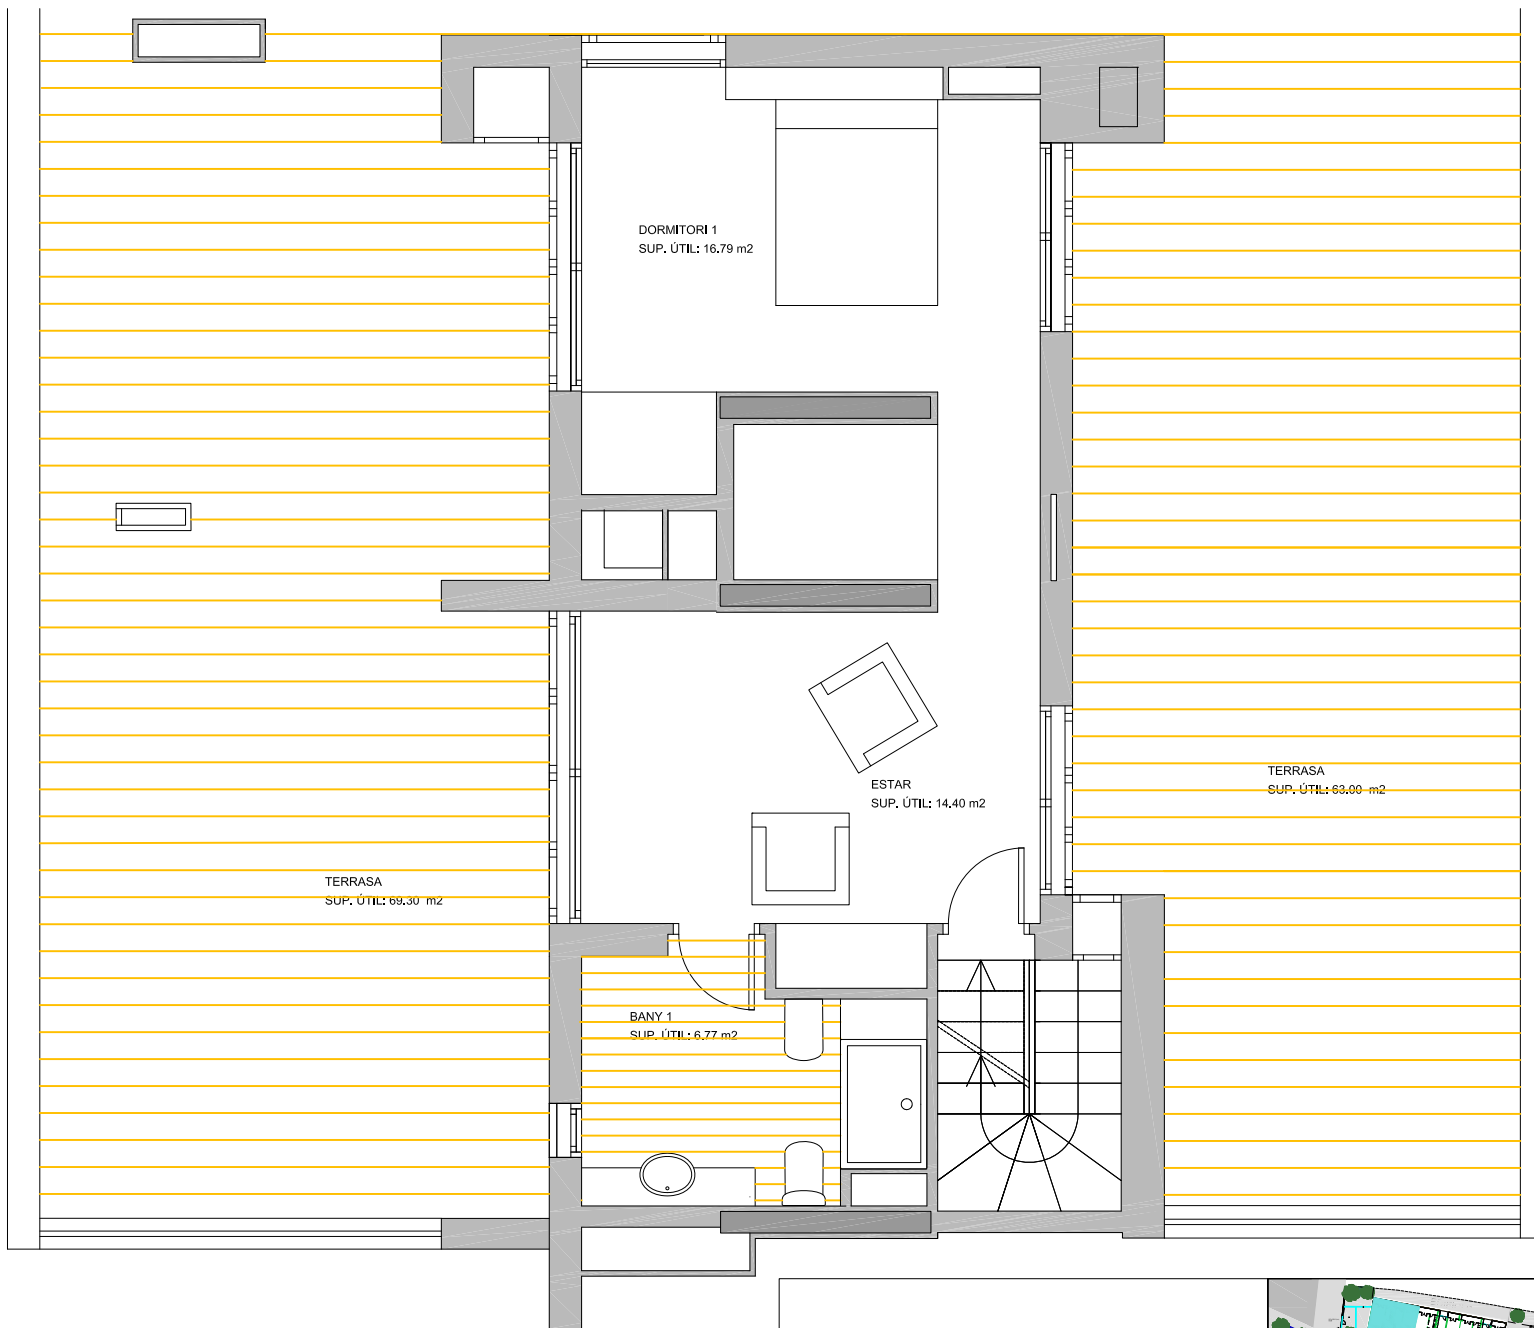 DORMITORI 1
SUP. ÚTIL: 16.79 m2
ESTAR
SUP. ÚTIL: 14.40 m2
TERRASA
SUP. ÚTIL: 63.00 m2
TERRASA
SUP. ÚTIL: 69.30 m2
BANY 1
SUP. ÚTIL: 6.77 m2